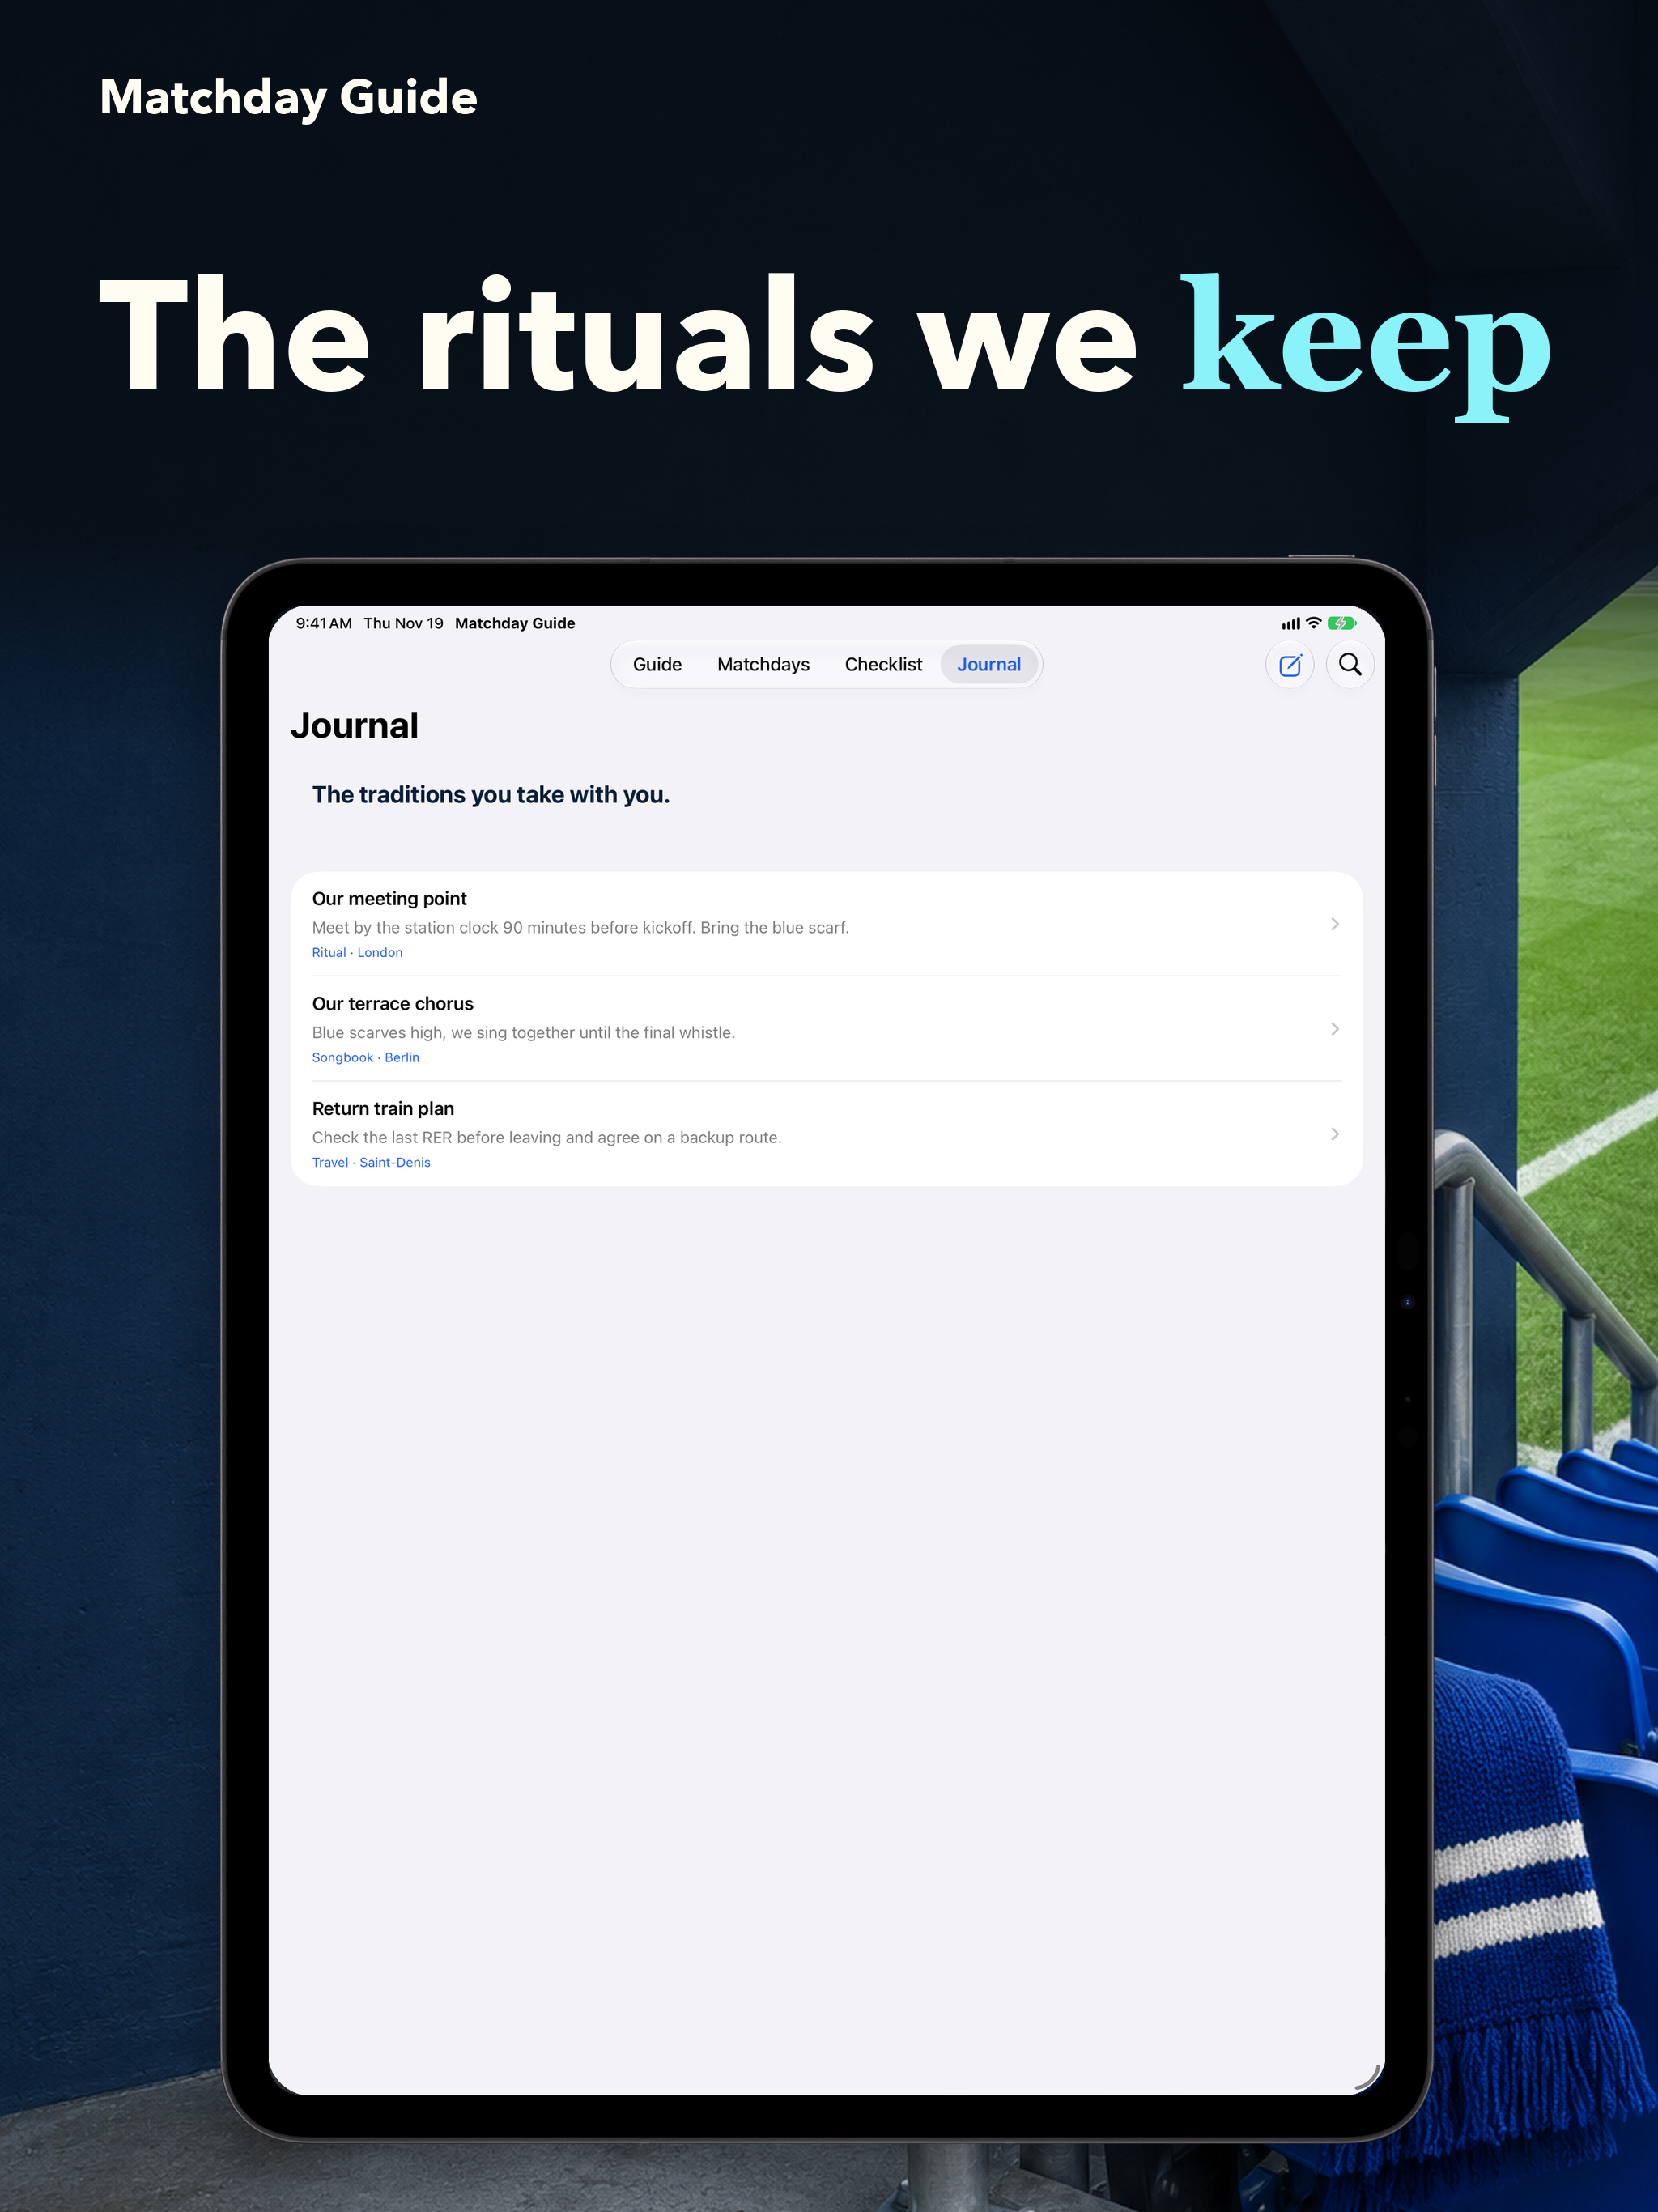 Matchday Guide
The rituals we keep
9:41 AM Thu Nov 19 Matchday Guide
Guide Matchdays Checklist Journal
Journal
The traditions you take with you.
Our meeting point
Meet by the station clock 90 minutes before kickoff. Bring the blue scarf.
Ritual · London
Our terrace chorus
Blue scarves high, we sing together until the final whistle.
Songbook · Berlin
Return train plan
Check the last RER before leaving and agree on a backup route.
Travel · Saint-Denis